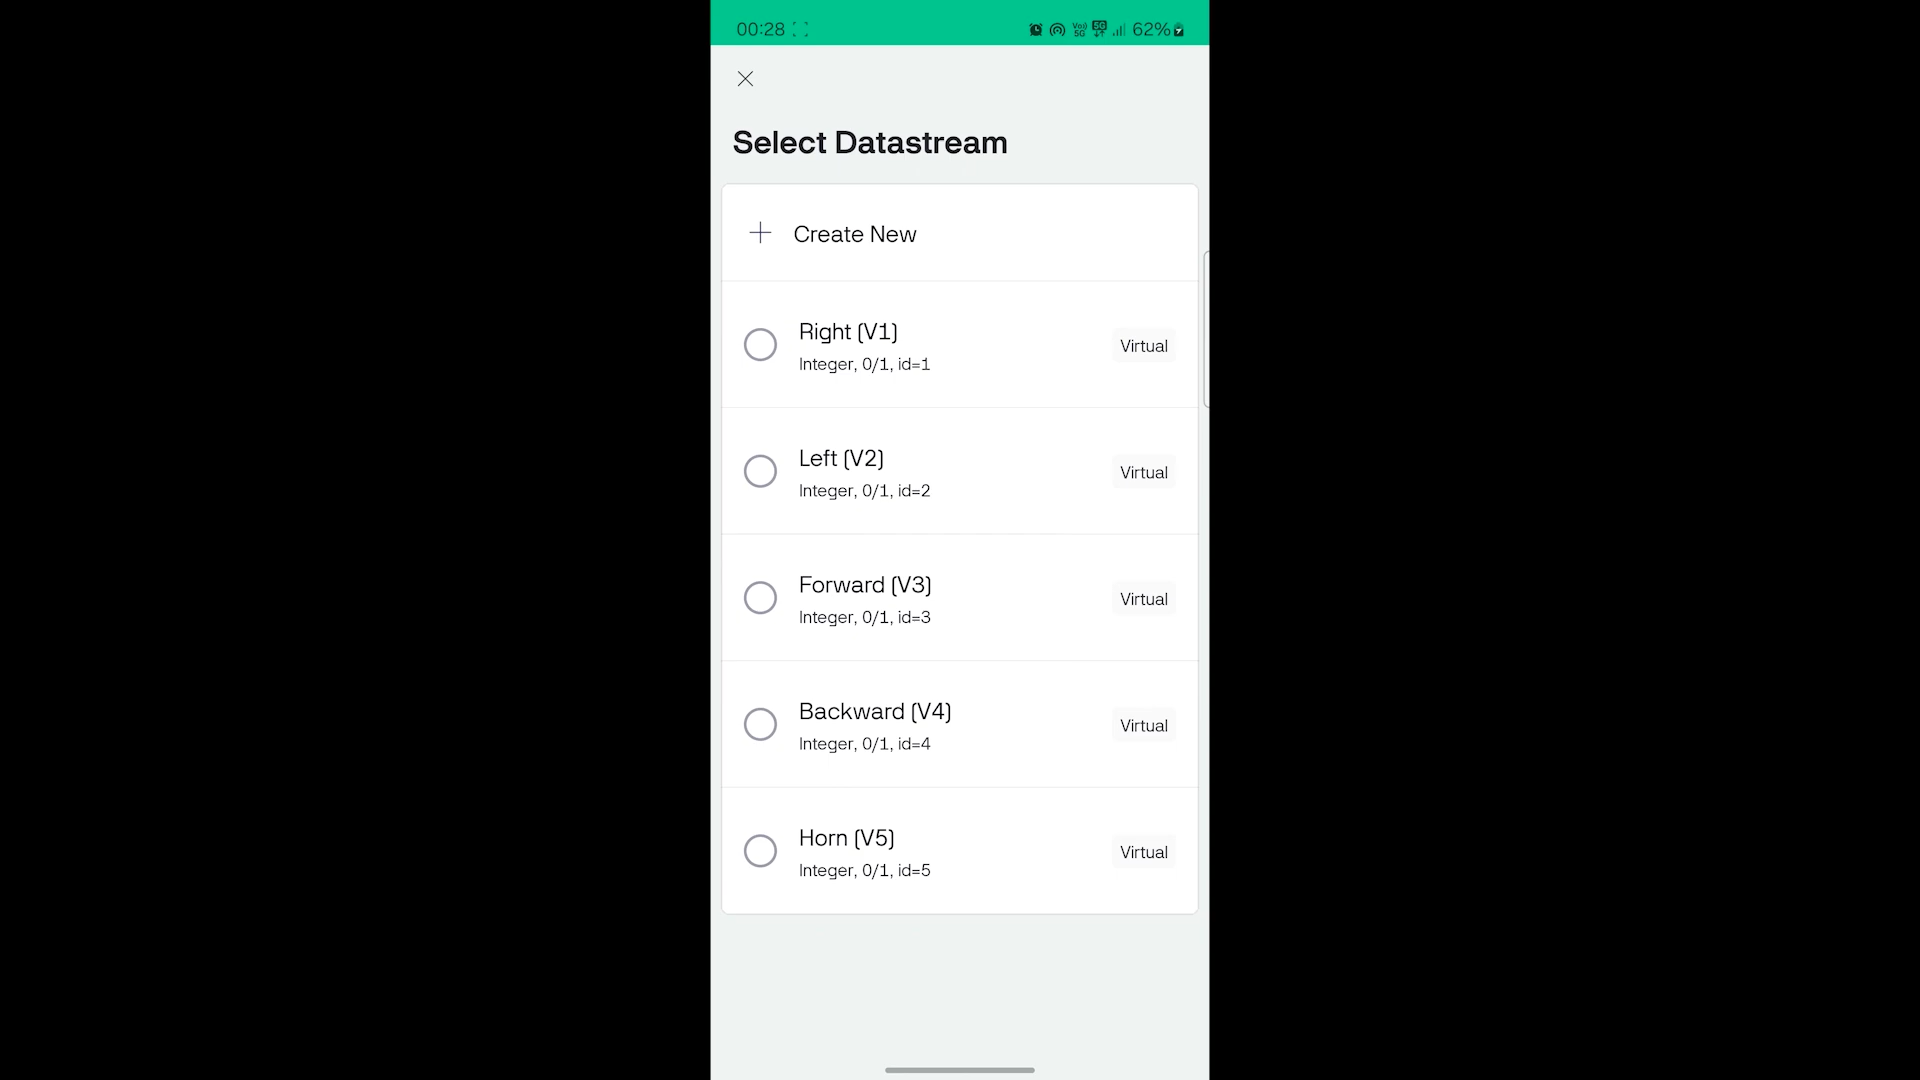 00:28 62%
Select Datastream
Create New
Right (V1)
Integer, 0/1, id=1
Virtual
Left (V2)
Integer, 0/1, id=2
Virtual
Forward (V3)
Integer, 0/1, id=3
Virtual
Backward (V4)
Integer, 0/1, id=4
Virtual
Horn (V5)
Integer, 0/1, id=5
Virtual